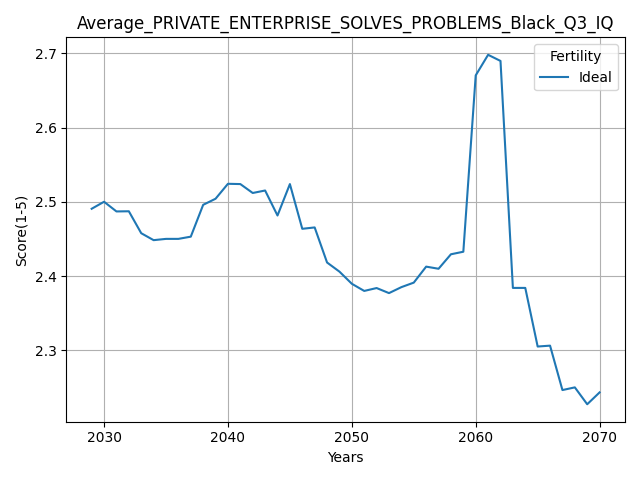 Average_PRIVATE_ENTERPRISE_SOLVES_PROBLEMS_Black_Q3_IQ
Fertility
Ideal
2.7
2.6
2.5
2.4
2.3
Score(1-5)
2030 2040 2050 2060 2070
Years